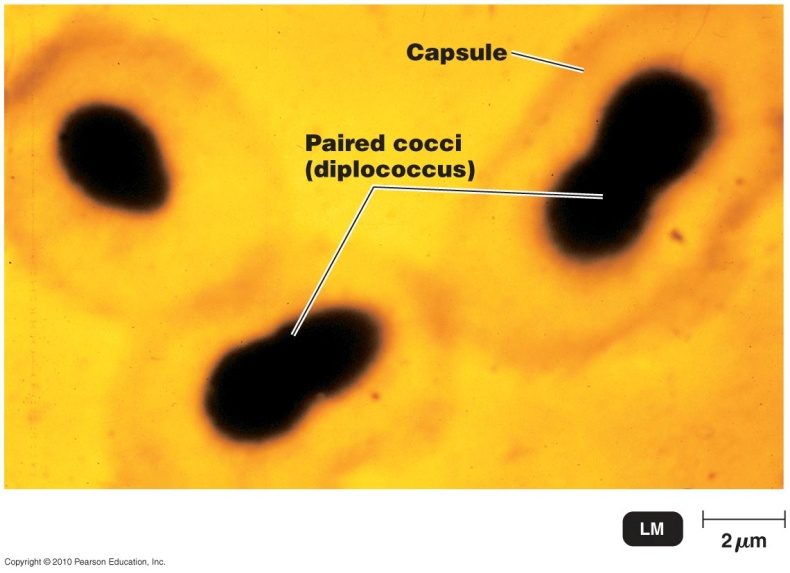 Capsule
Paired cocci
(diplococcus)
LM
2 μm
Copyright © 2010 Pearson Education, Inc.